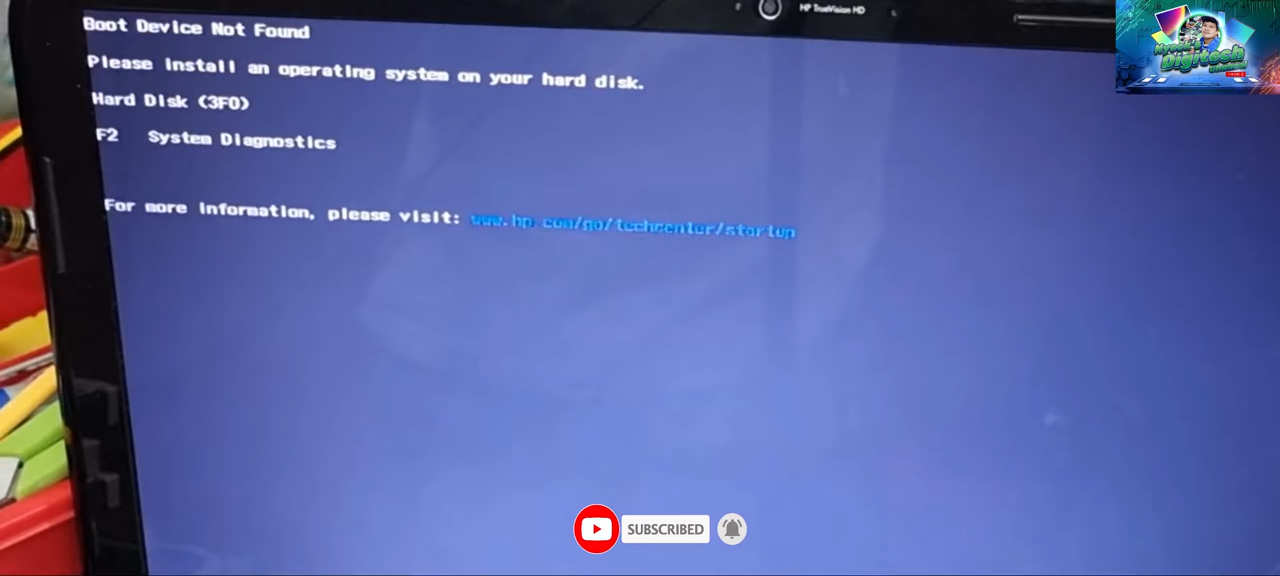 HP TrueVision HD
Boot Device Not Found
Please install an operating system on your hard disk.
Hard Disk (3F0)
F2 System Diagnostics
For more information, please visit: www.hp.com/go/techcenter/startup
Digitech
SUBSCRIBED